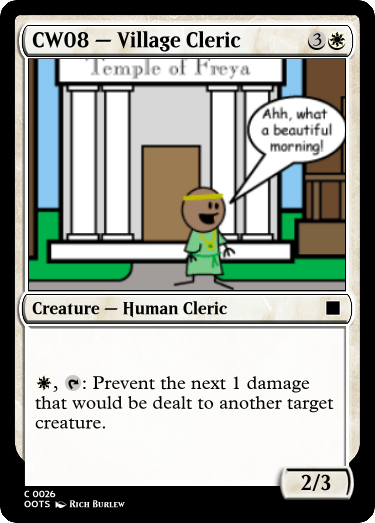 CW08 — Village Cleric 3
Temple of Freya
Ahh, what
a beautiful
morning!
Creature — Human Cleric
, : Prevent the next 1 damage
that would be dealt to another target
creature.
2/3
C 0026
OOTS Rich Burlew